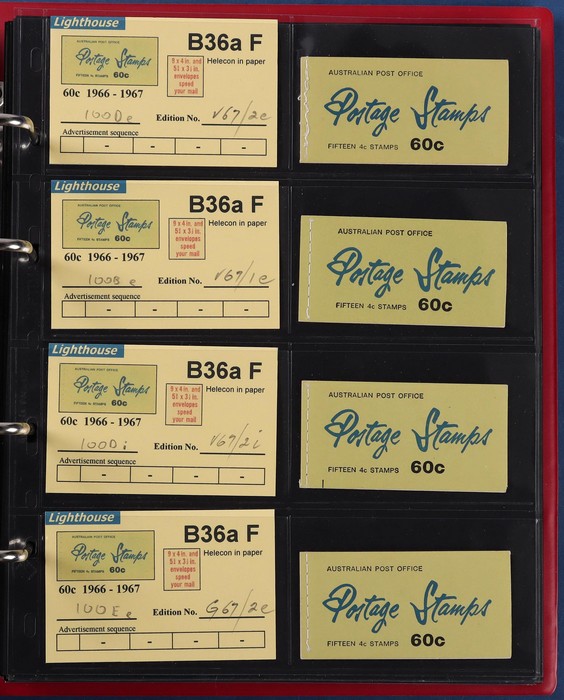 Lighthouse
B36a F
AUSTRALIAN POST OFFICE
Postage Stamps
FIFTEEN 4c STAMPS 60c
9 x 4 in. and
5½ x 3½ in.
envelopes
speed
your mail
Helecon in paper
60c 1966 - 1967
100De Edition No. V67/2e
Advertisement sequence
- - - -
AUSTRALIAN POST OFFICE
Postage Stamps
FIFTEEN 4c STAMPS 60c
Lighthouse
B36a F
AUSTRALIAN POST OFFICE
Postage Stamps
FIFTEEN 4c STAMPS 60c
9 x 4 in. and
5½ x 3½ in.
envelopes
speed
your mail
Helecon in paper
60c 1966 - 1967
100B e Edition No. V67/1e
Advertisement sequence
- - - -
AUSTRALIAN POST OFFICE
Postage Stamps
FIFTEEN 4c STAMPS 60c
Lighthouse
B36a F
AUSTRALIAN POST OFFICE
Postage Stamps
FIFTEEN 4c STAMPS 60c
9 x 4 in. and
5½ x 3½ in.
envelopes
speed
your mail
Helecon in paper
60c 1966 - 1967
100D i Edition No. V67/2i
Advertisement sequence
- - - -
AUSTRALIAN POST OFFICE
Postage Stamps
FIFTEEN 4c STAMPS 60c
Lighthouse
B36a F
AUSTRALIAN POST OFFICE
Postage Stamps
FIFTEEN 4c STAMPS 60c
9 x 4 in. and
5½ x 3½ in.
envelopes
speed
your mail
Helecon in paper
60c 1966 - 1967
100E e Edition No. G67/2e
Advertisement sequence
- - - -
AUSTRALIAN POST OFFICE
Postage Stamps
FIFTEEN 4c STAMPS 60c